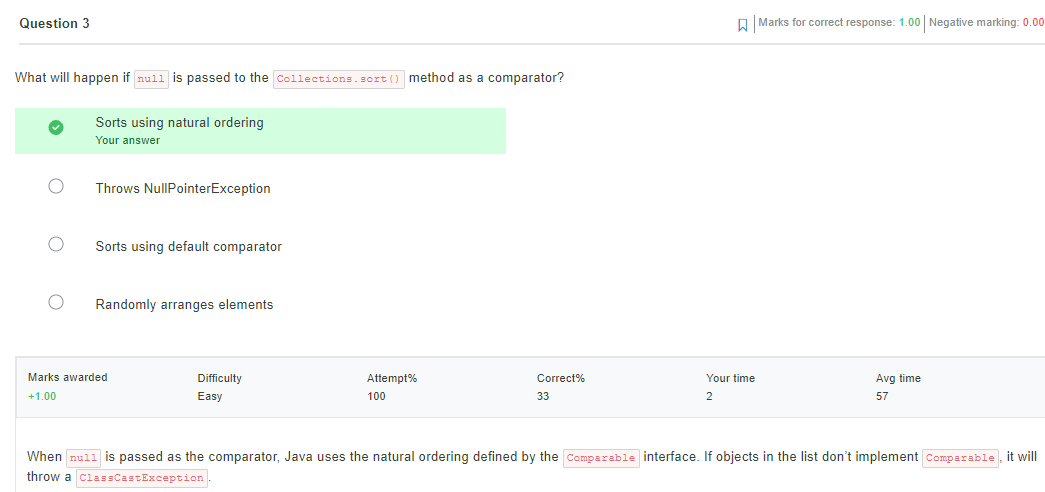 Question 3
Marks for correct response: 1.00 Negative marking: 0.00
What will happen if null is passed to the Collections.sort() method as a comparator?
Sorts using natural ordering
Your answer
Throws NullPointerException
Sorts using default comparator
Randomly arranges elements
Marks awarded Difficulty Attempt% Correct% Your time Avg time
+1.00 Easy 100 33 2 57
When null is passed as the comparator, Java uses the natural ordering defined by the Comparable interface. If objects in the list don't implement Comparable, it will
throw a ClassCastException.